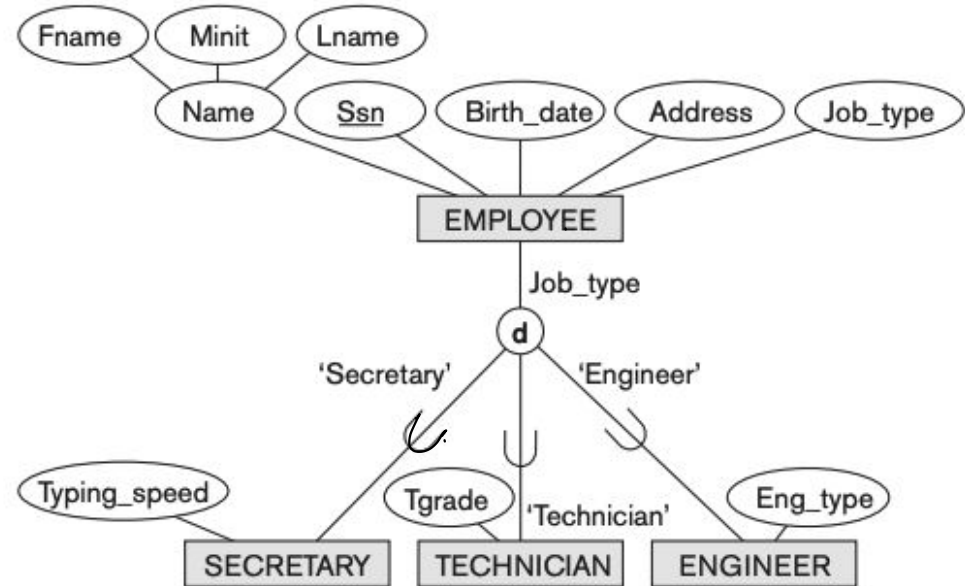 Fname Minit Lname
Name Ssn Birth_date Address Job_type
EMPLOYEE
Job_type
d
‘Secretary’ ‘Engineer’
Typing_speed Tgrade ‘Technician’ Eng_type
SECRETARY TECHNICIAN ENGINEER